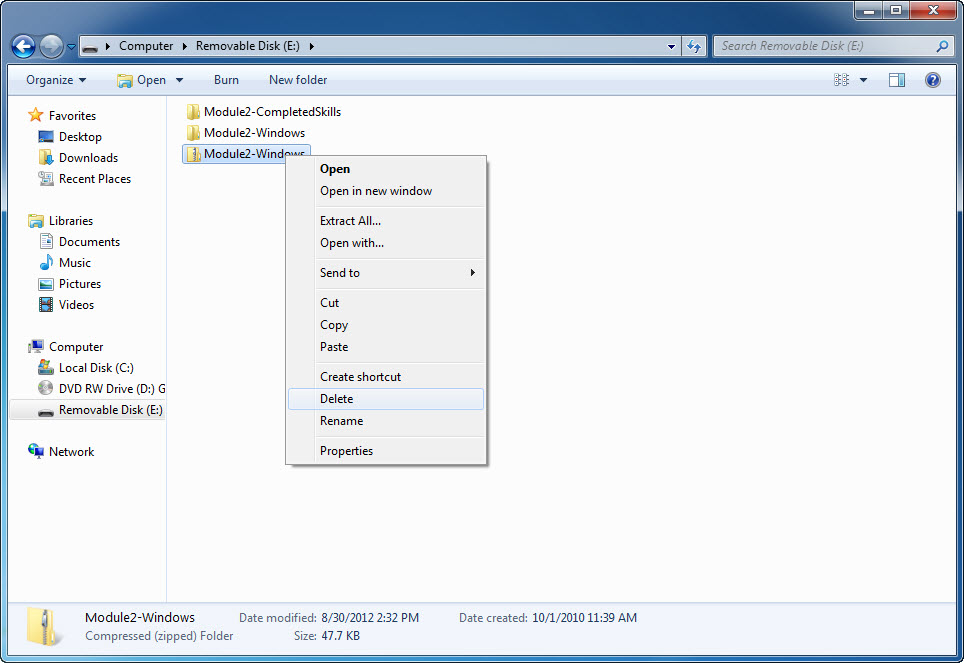 Computer Removable Disk (E:) Search Removable Disk (E:)
Organize Open Burn New folder ?
Favorites
Desktop
Downloads
Recent Places
Libraries
Documents
Music
Pictures
Videos
Computer
Local Disk (C:)
DVD RW Drive (D:) G
Removable Disk (E:)
Network
Module2-CompletedSkills
Module2-Windows
Module2-Windows
Open
Open in new window
Extract All...
Open with...
Send to
Cut
Copy
Paste
Create shortcut
Delete
Rename
Properties
Module2-Windows Date modified: 8/30/2012 2:32 PM Date created: 10/1/2010 11:39 AM
Compressed (zipped) Folder Size: 47.7 KB